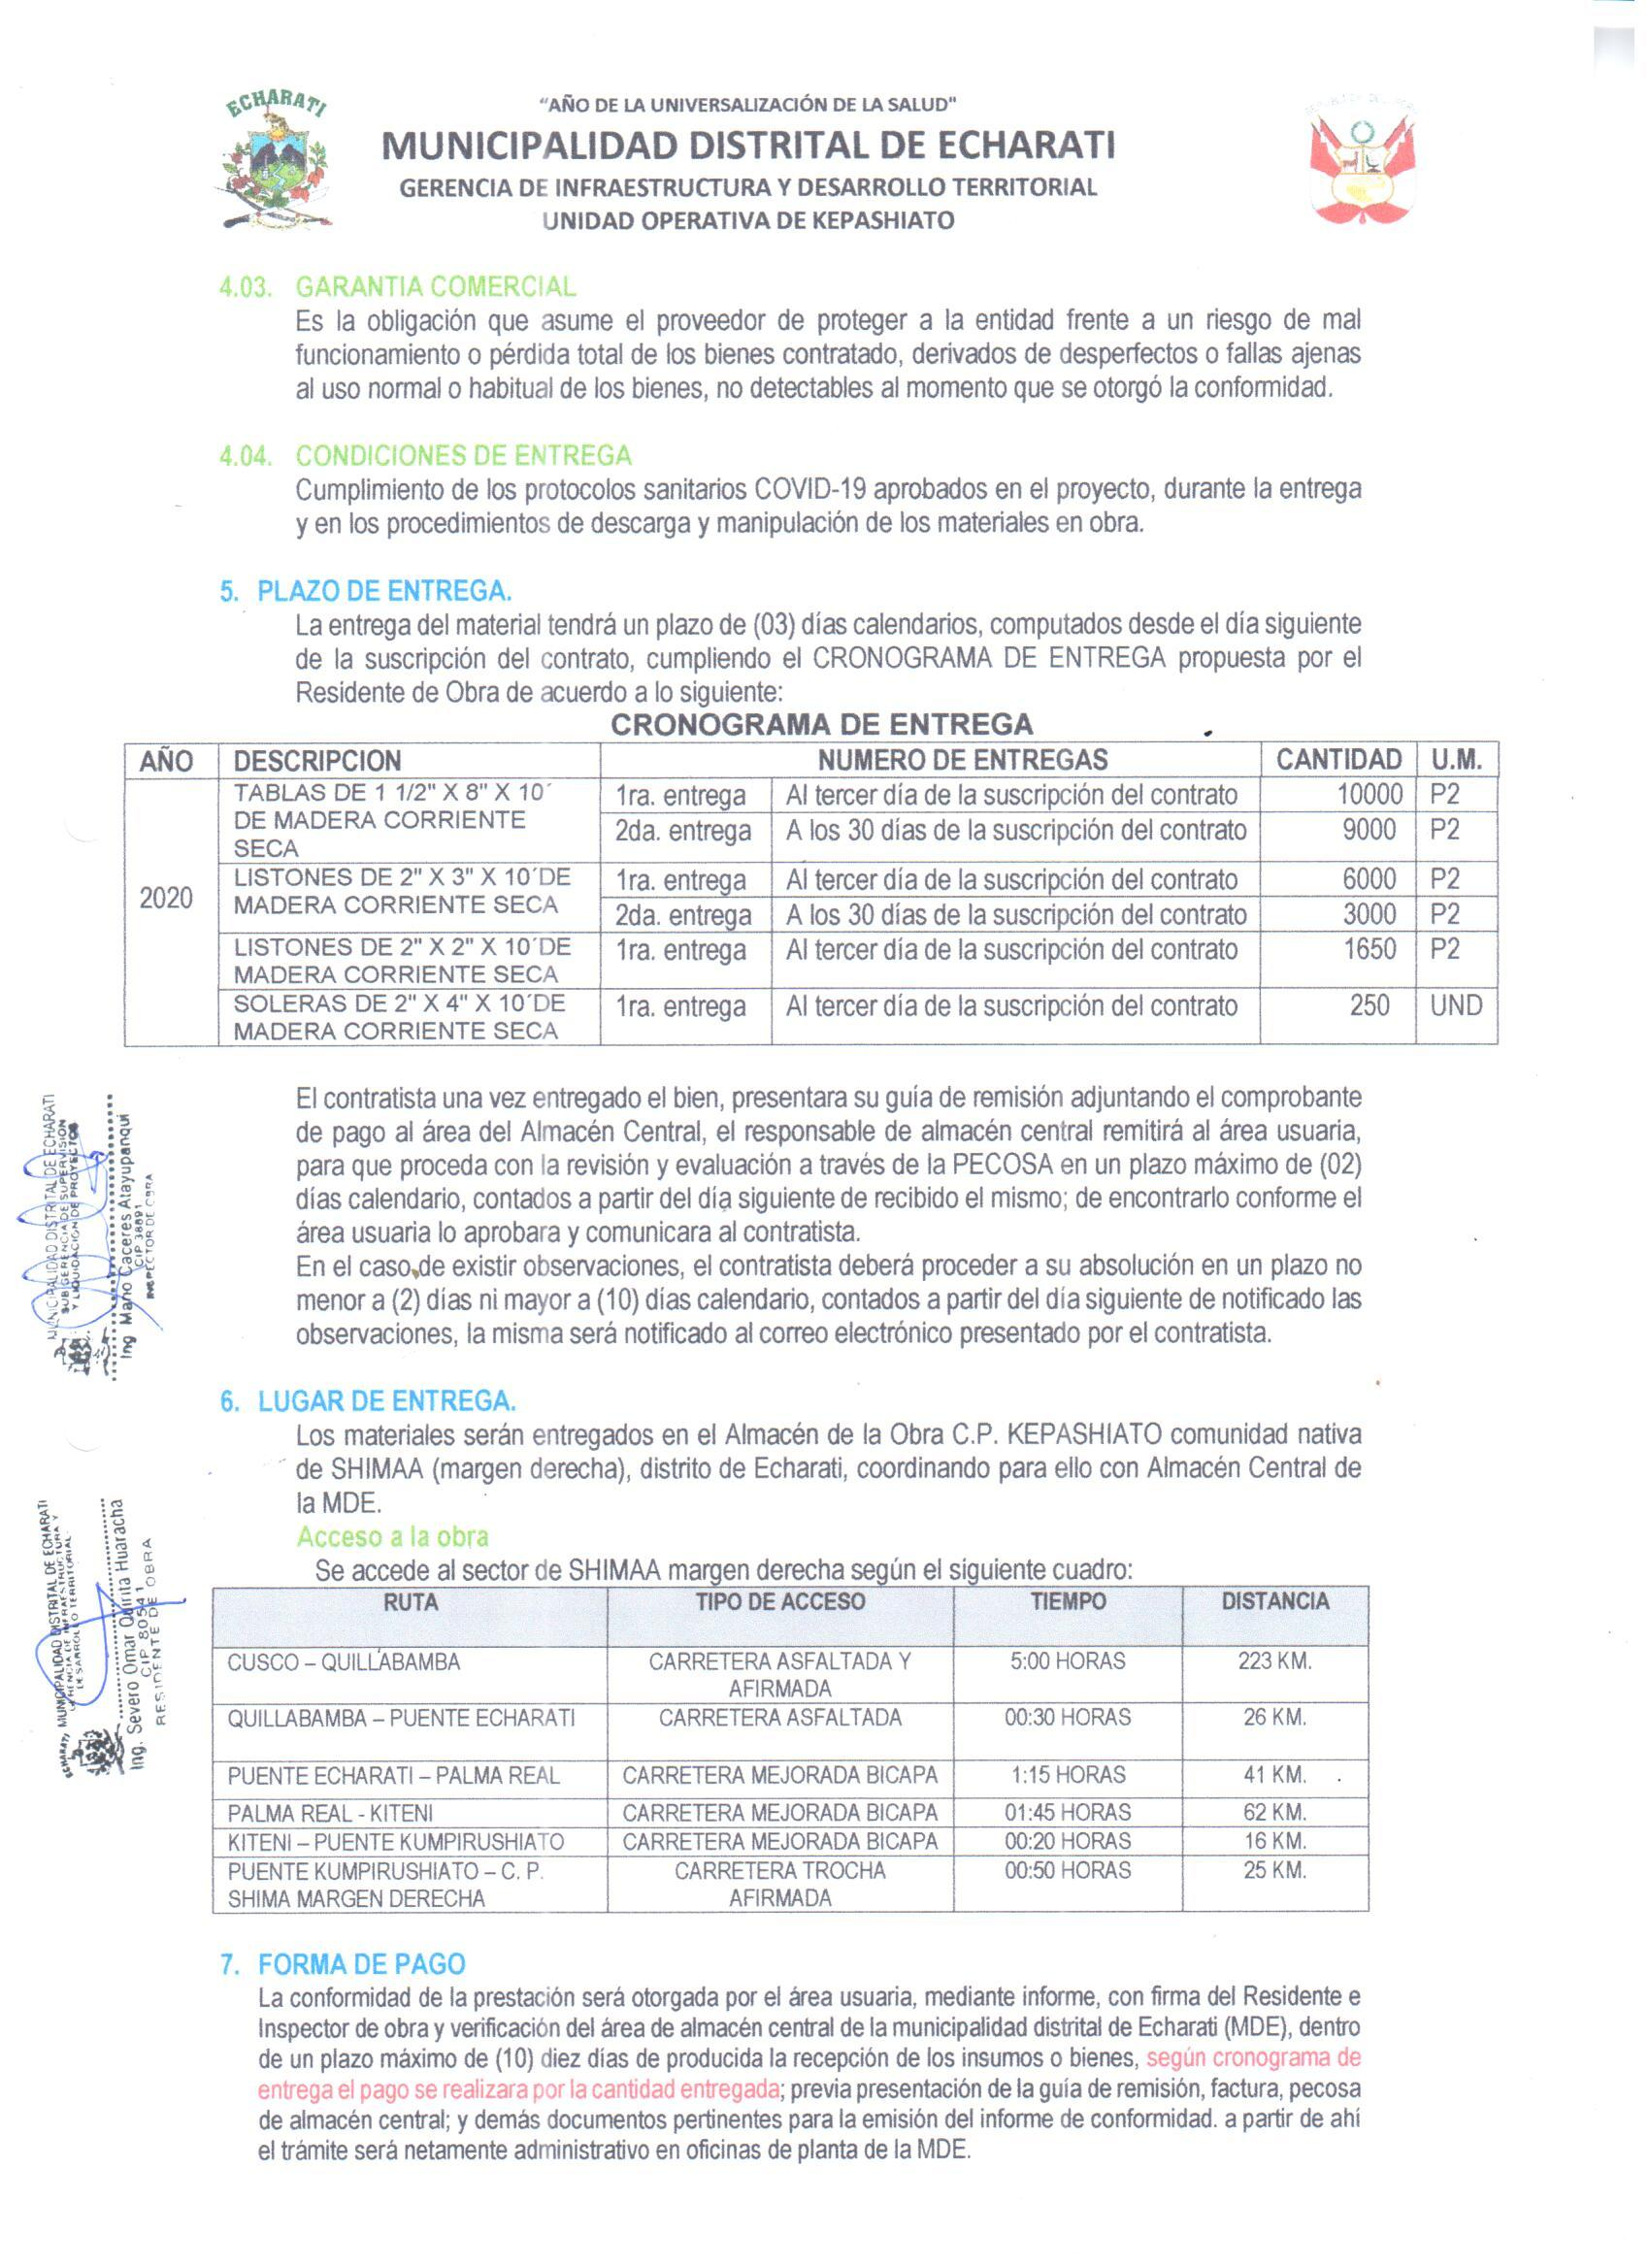 ECHARATI
"AÑO DE LA UNIVERSALIZACIÓN DE LA SALUD"
MUNICIPALIDAD DISTRITAL DE ECHARATI
GERENCIA DE INFRAESTRUCTURA Y DESARROLLO TERRITORIAL
UNIDAD OPERATIVA DE KEPASHIATO
4.03. GARANTIA COMERCIAL
Es la obligación que asume el proveedor de proteger a la entidad frente a un riesgo de mal
funcionamiento o pérdida total de los bienes contratado, derivados de desperfectos o fallas ajenas
al uso normal o habitual de los bienes, no detectables al momento que se otorgó la conformidad.
4.04. CONDICIONES DE ENTREGA
Cumplimiento de los protocolos sanitarios COVID-19 aprobados en el proyecto, durante la entrega
y en los procedimientos de descarga y manipulación de los materiales en obra.
5. PLAZO DE ENTREGA.
La entrega del material tendrá un plazo de (03) días calendarios, computados desde el día siguiente
de la suscripción del contrato, cumpliendo el CRONOGRAMA DE ENTREGA propuesta por el
Residente de Obra de acuerdo a lo siguiente:
CRONOGRAMA DE ENTREGA
AÑO DESCRIPCION NUMERO DE ENTREGAS CANTIDAD U.M.
2020
TABLAS DE 1 1/2" X 8" X 10´
DE MADERA CORRIENTE
SECA
1ra. entrega Al tercer día de la suscripción del contrato 10000 P2
2da. entrega A los 30 días de la suscripción del contrato 9000 P2
LISTONES DE 2" X 3" X 10´DE
MADERA CORRIENTE SECA
1ra. entrega Al tercer día de la suscripción del contrato 6000 P2
2da. entrega A los 30 días de la suscripción del contrato 3000 P2
LISTONES DE 2" X 2" X 10´DE
MADERA CORRIENTE SECA
1ra. entrega Al tercer día de la suscripción del contrato 1650 P2
SOLERAS DE 2" X 4" X 10´DE
MADERA CORRIENTE SECA
1ra. entrega Al tercer día de la suscripción del contrato 250 UND
El contratista una vez entregado el bien, presentara su guía de remisión adjuntando el comprobante
de pago al área del Almacén Central, el responsable de almacén central remitirá al área usuaria,
para que proceda con la revisión y evaluación a través de la PECOSA en un plazo máximo de (02)
días calendario, contados a partir del día siguiente de recibido el mismo; de encontrarlo conforme el
área usuaria lo aprobara y comunicara al contratista.
En el caso de existir observaciones, el contratista deberá proceder a su absolución en un plazo no
menor a (2) días ni mayor a (10) días calendario, contados a partir del día siguiente de notificado las
observaciones, la misma será notificado al correo electrónico presentado por el contratista.
MUNICIPALIDAD DISTRITAL DE ECHARATI
SUBGERENCIA DE SUPERVISION
Y LIQUIDACION DE PROYECTOS
Ing Mario Caceres Atayupanqui
CIP 38891
INSPECTOR DE OBRA
6. LUGAR DE ENTREGA.
Los materiales serán entregados en el Almacén de la Obra C.P. KEPASHIATO comunidad nativa
de SHIMAA (margen derecha), distrito de Echarati, coordinando para ello con Almacén Central de
la MDE.
Acceso a la obra
Se accede al sector de SHIMAA margen derecha según el siguiente cuadro:
RUTA TIPO DE ACCESO TIEMPO DISTANCIA
CUSCO – QUILLABAMBA CARRETERA ASFALTADA Y 5:00 HORAS 223 KM.
AFIRMADA
QUILLABAMBA – PUENTE ECHARATI CARRETERA ASFALTADA 00:30 HORAS 26 KM.
PUENTE ECHARATI – PALMA REAL CARRETERA MEJORADA BICAPA 1:15 HORAS 41 KM.
PALMA REAL - KITENI CARRETERA MEJORADA BICAPA 01:45 HORAS 62 KM.
KITENI – PUENTE KUMPIRUSHIATO CARRETERA MEJORADA BICAPA 00:20 HORAS 16 KM.
PUENTE KUMPIRUSHIATO – C. P. CARRETERA TROCHA 00:50 HORAS 25 KM.
SHIMA MARGEN DERECHA AFIRMADA
ECHARATI MUNICIPALIDAD DISTRITAL DE ECHARATI
GERENCIA DE INFRAESTRUCTURA Y
DESARROLLO TERRITORIAL
Ing. Severo Omar Quirita Huaracha
CIP 80541
RESIDENTE DE OBRA
7. FORMA DE PAGO
La conformidad de la prestación será otorgada por el área usuaria, mediante informe, con firma del Residente e
Inspector de obra y verificación del área de almacén central de la municipalidad distrital de Echarati (MDE), dentro
de un plazo máximo de (10) diez días de producida la recepción de los insumos o bienes, según cronograma de
entrega el pago se realizara por la cantidad entregada; previa presentación de la guía de remisión, factura, pecosa
de almacén central; y demás documentos pertinentes para la emisión del informe de conformidad. a partir de ahí
el trámite será netamente administrativo en oficinas de planta de la MDE.